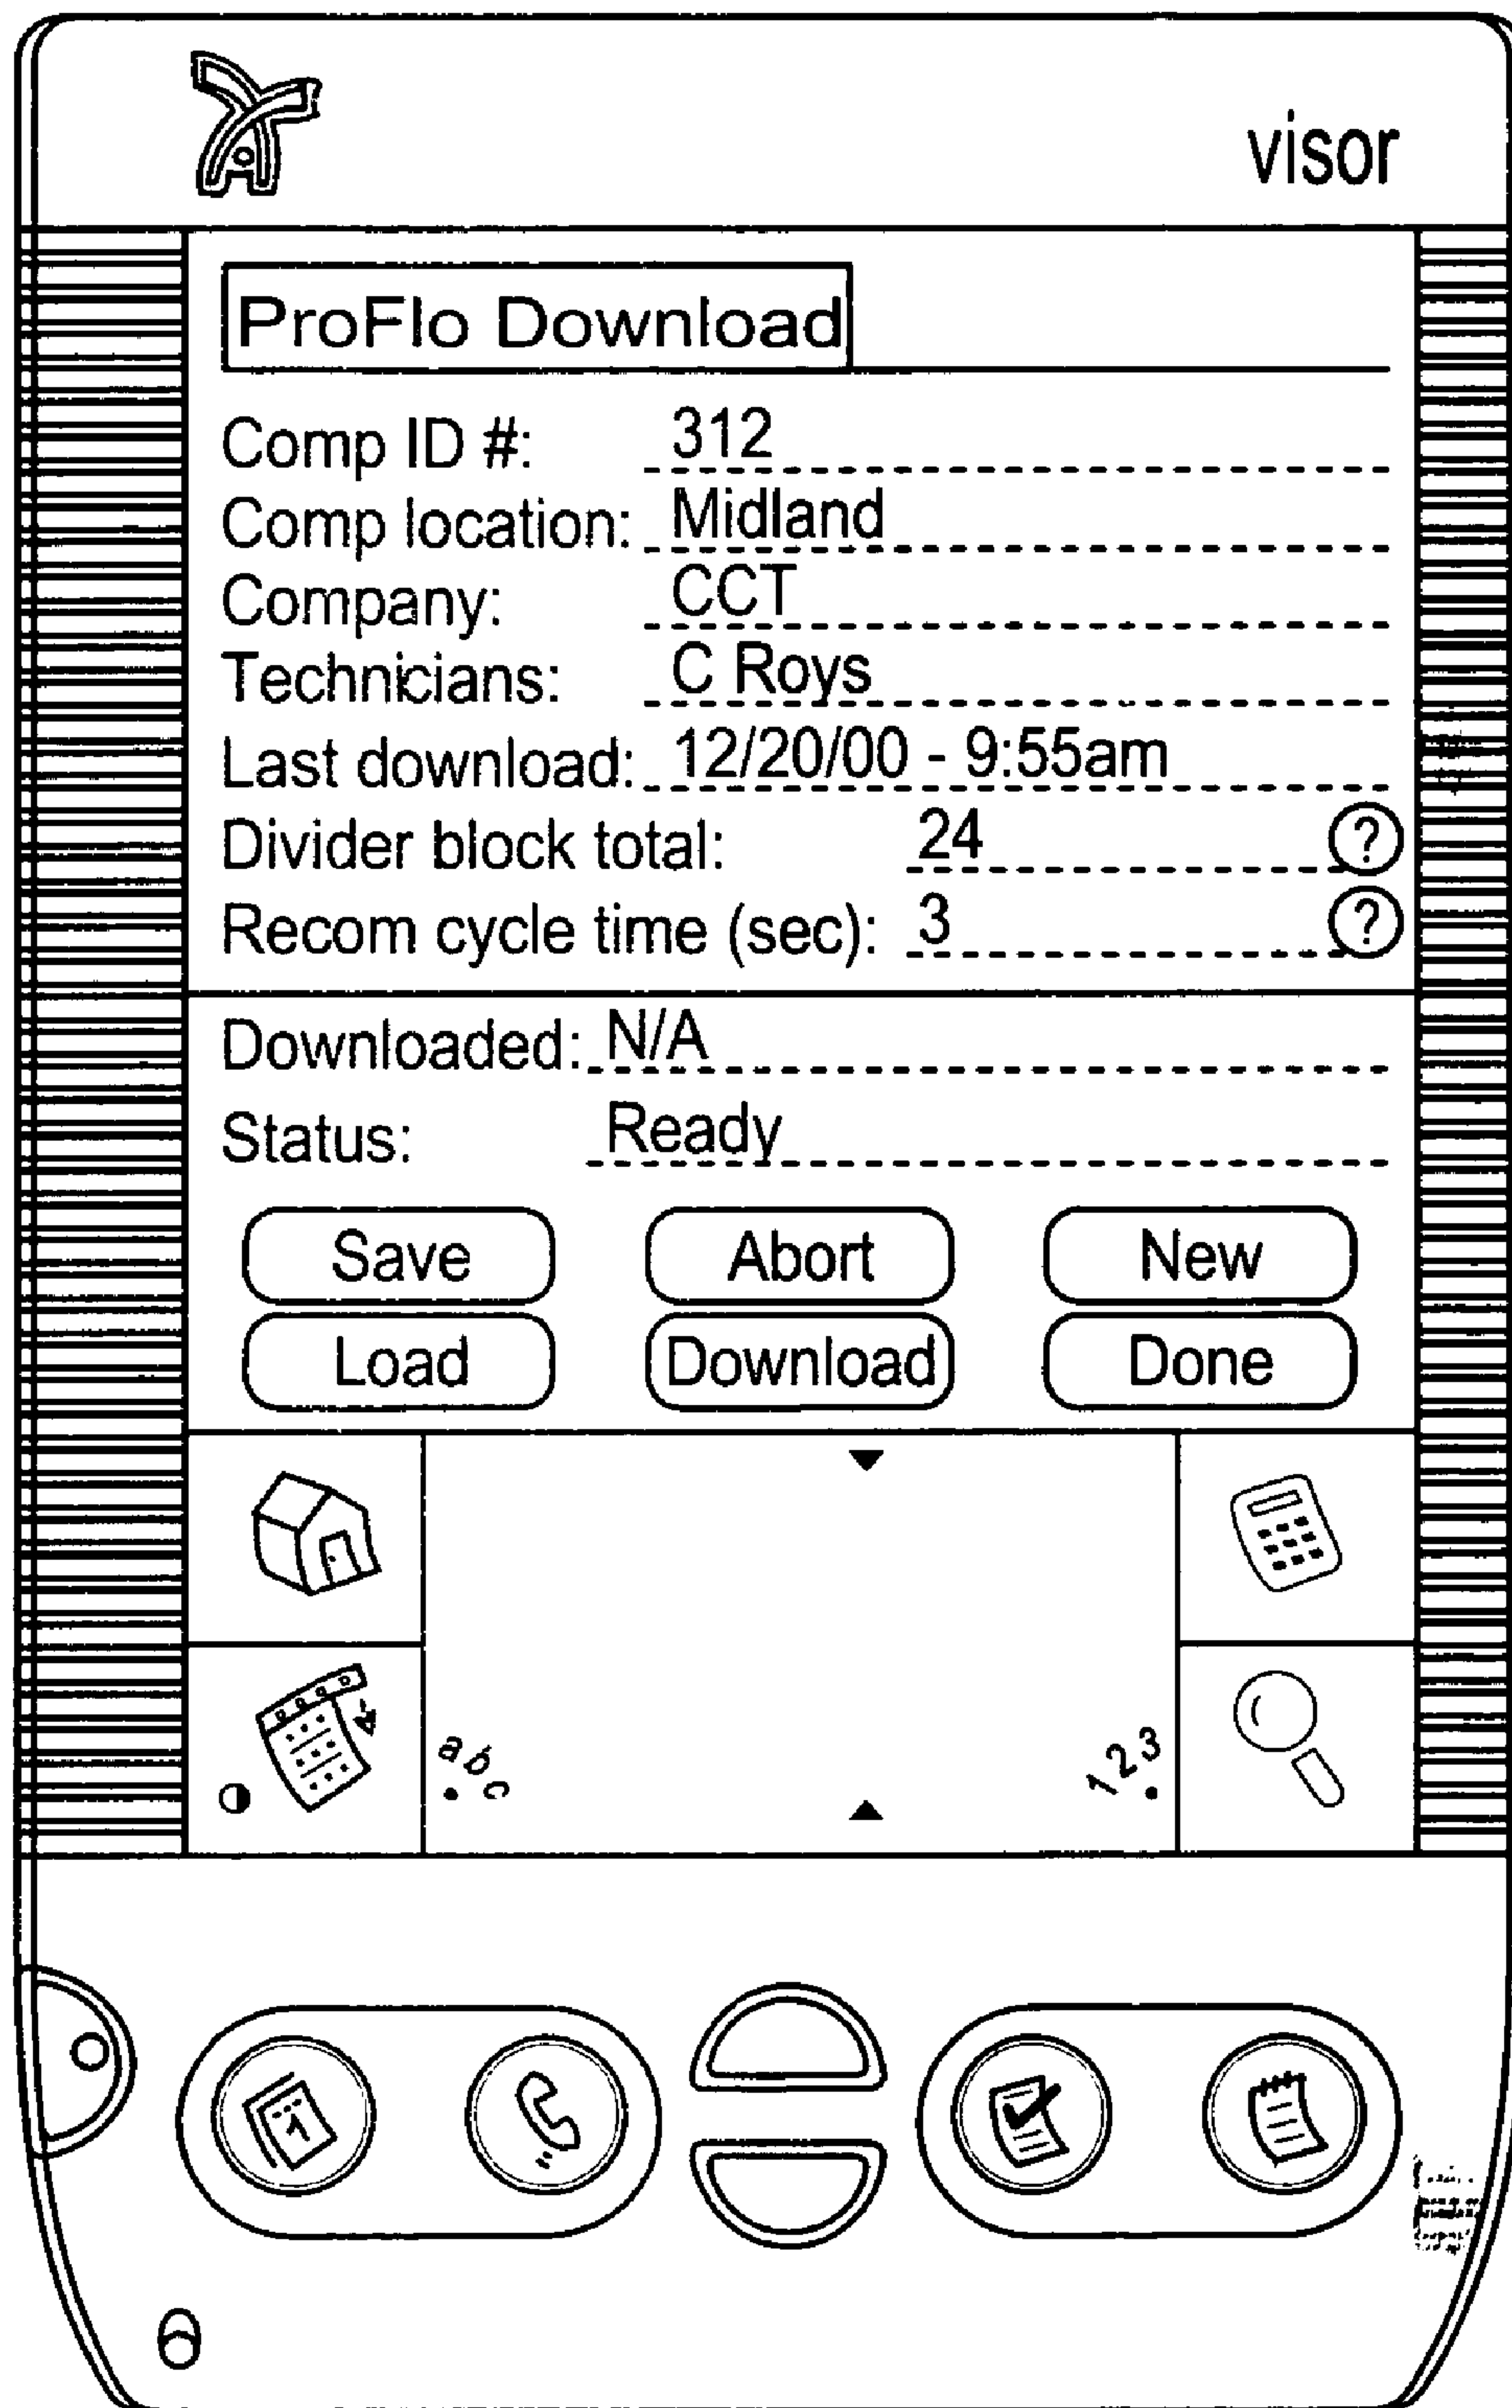 visor
ProFlo Download
Comp ID #: 312
Comp location: Midland
Company: CCT
Technicians: C Roys
Last download: 12/20/00 - 9:55am
Divider block total: 24 ?
Recom cycle time (sec): 3 ?
Downloaded: N/A
Status: Ready
Save Abort New
Load Download Done
abc 123
1